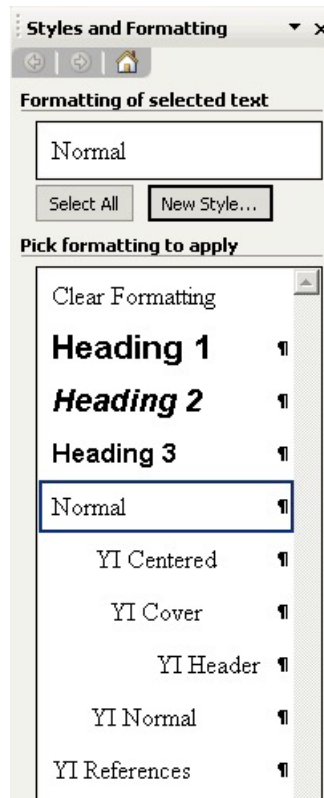 Styles and Formatting
Formatting of selected text
Normal
Select All New Style...
Pick formatting to apply
Clear Formatting
Heading 1 ¶
Heading 2 ¶
Heading 3 ¶
Normal ¶
YI Centered ¶
YI Cover ¶
YI Header ¶
YI Normal ¶
YI References ¶